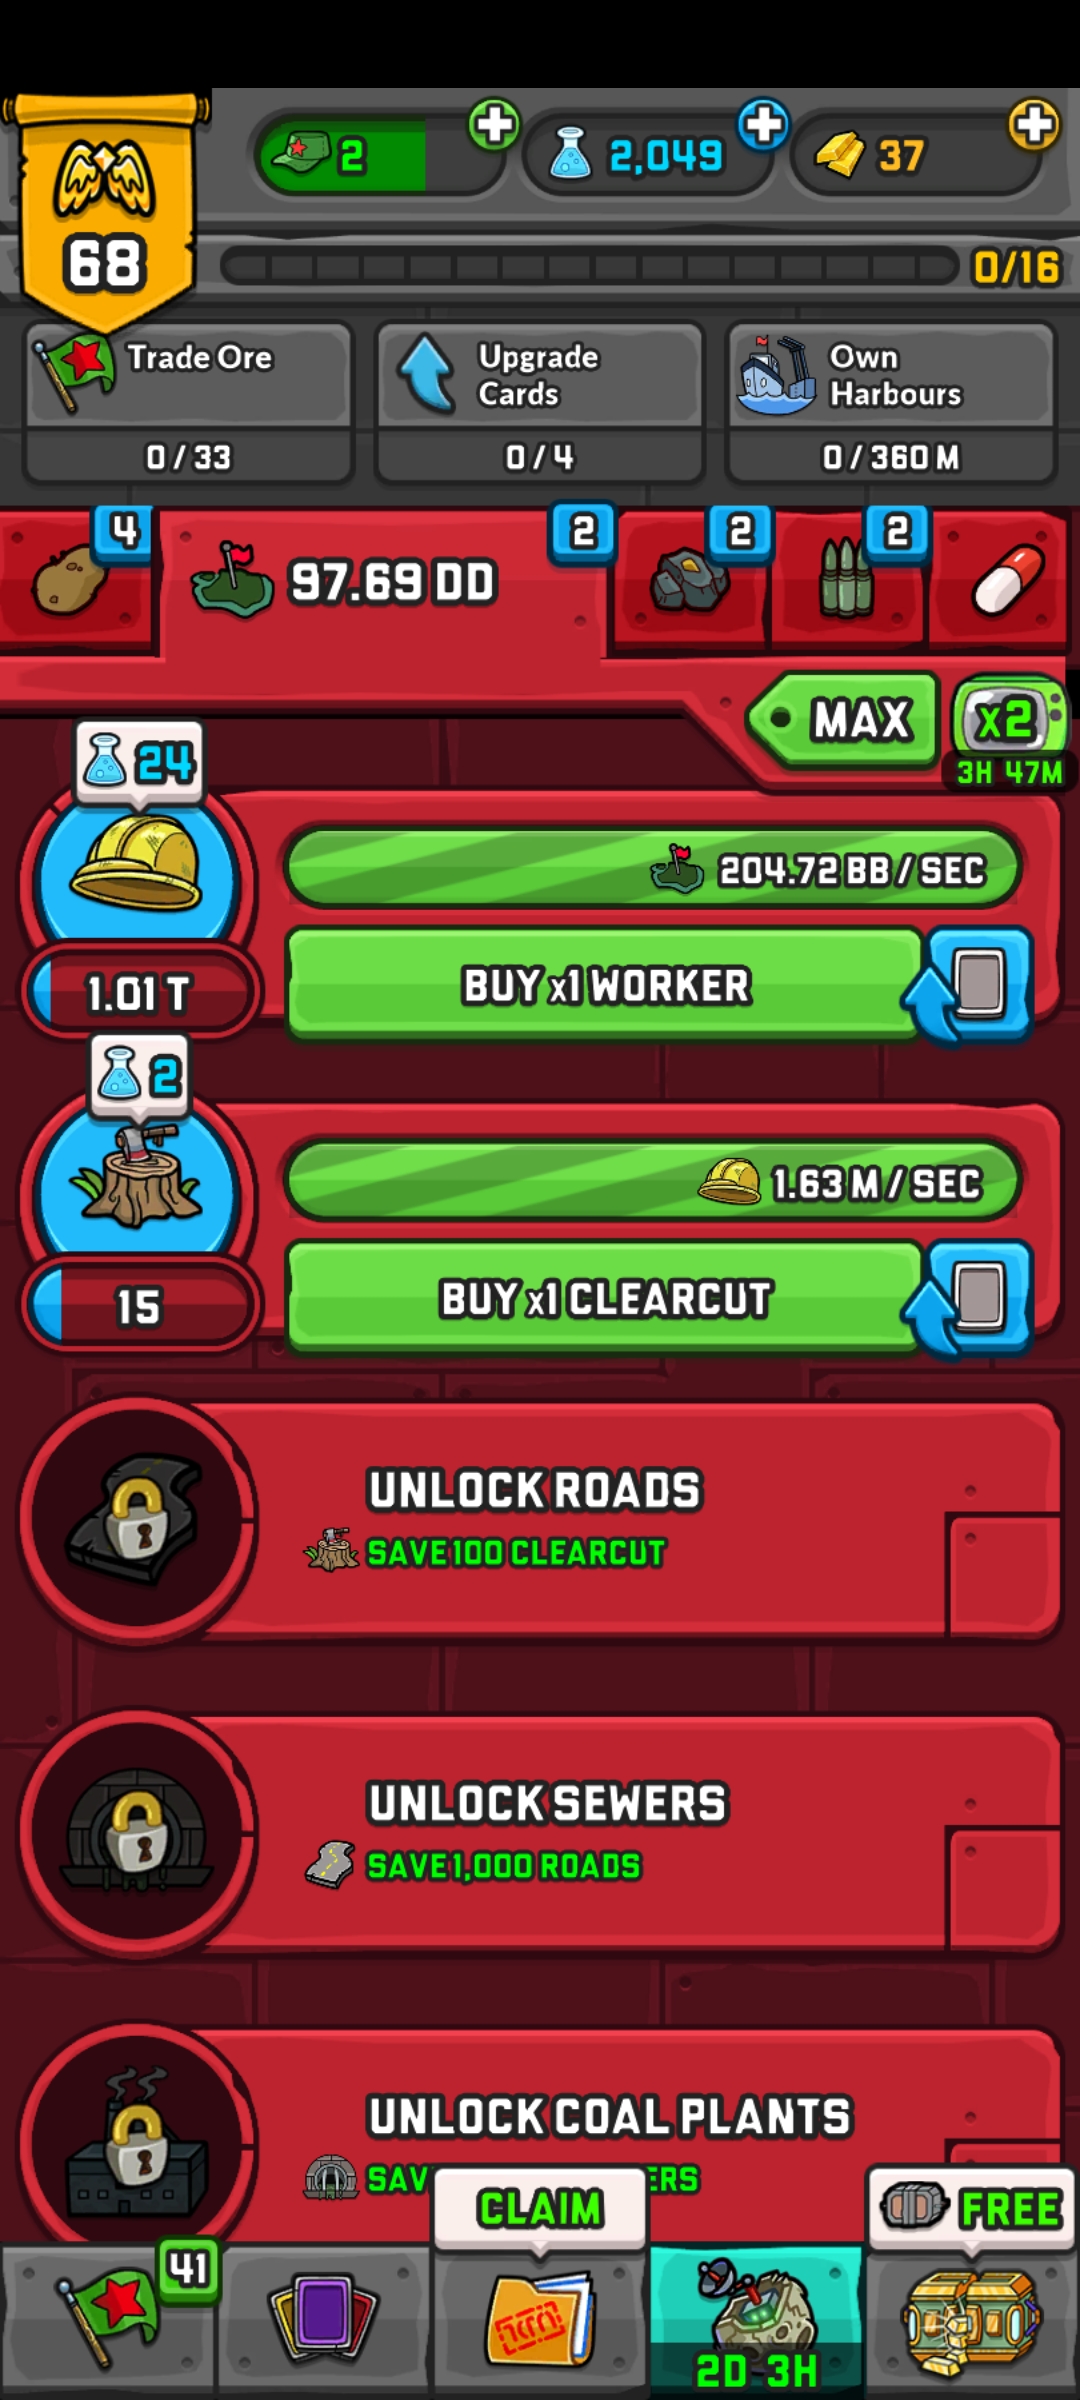 2
2,049
37
68
0/16
Trade Ore
Upgrade
Cards
Own
Harbours
0 / 33
0 / 4
0 / 360 M
4
97.69 DD
2
2
2
MAX
x2
3H 47M
24
204.72 BB / SEC
1.01 T
BUY x1 WORKER
2
1.63 M / SEC
15
BUY x1 CLEARCUT
UNLOCK ROADS
SAVE 100 CLEARCUT
UNLOCK SEWERS
SAVE 1,000 ROADS
UNLOCK COAL PLANTS
CLAIM
FREE
41
2D 3H